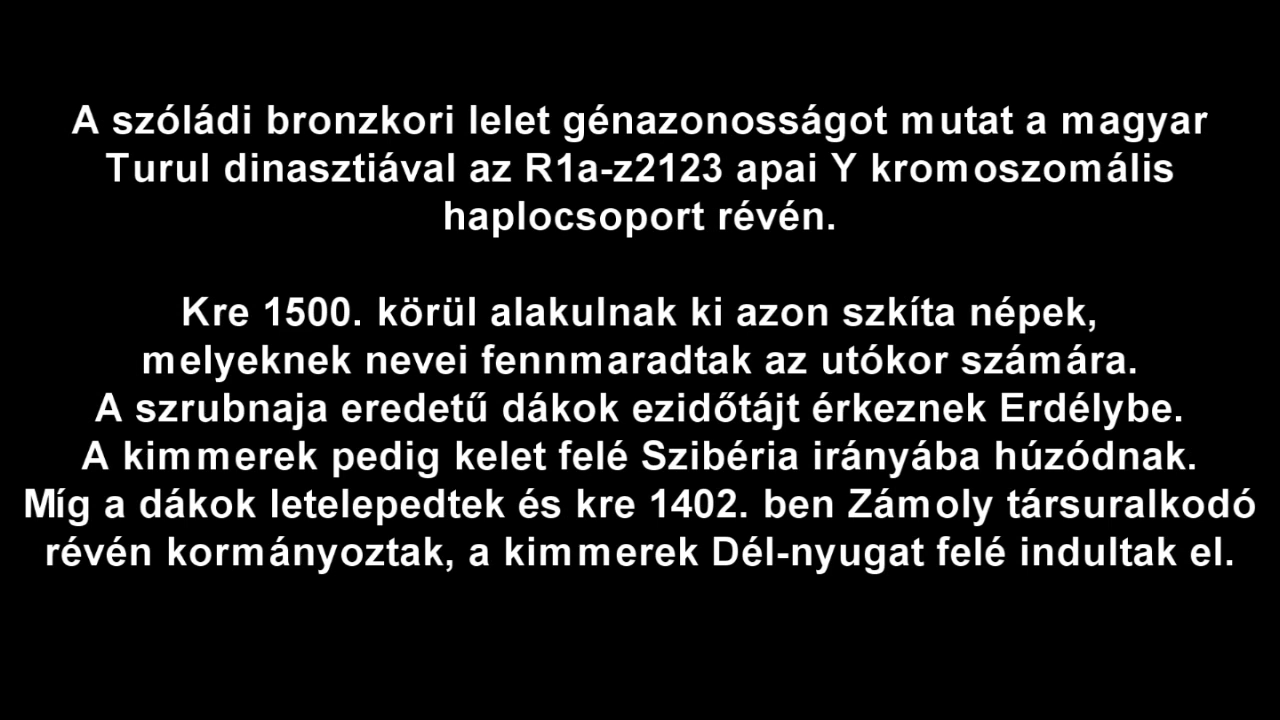 A szóládi bronzkori lelet génazonosságot mutat a magyar
Turul dinasztiával az R1a-z2123 apai Y kromoszomális
haplocsoport révén.
Kre 1500. körül alakulnak ki azon szkíta népek,
melyeknek nevei fennmaradtak az utókor számára.
A szrubnaja eredetű dákok ezidőtájt érkeznek Erdélybe.
A kimmerek pedig kelet felé Szibéria irányába húzódnak.
Míg a dákok letelepedtek és kre 1402. ben Zámoly társuralkodó
révén kormányoztak, a kimmerek Dél-nyugat felé indultak el.